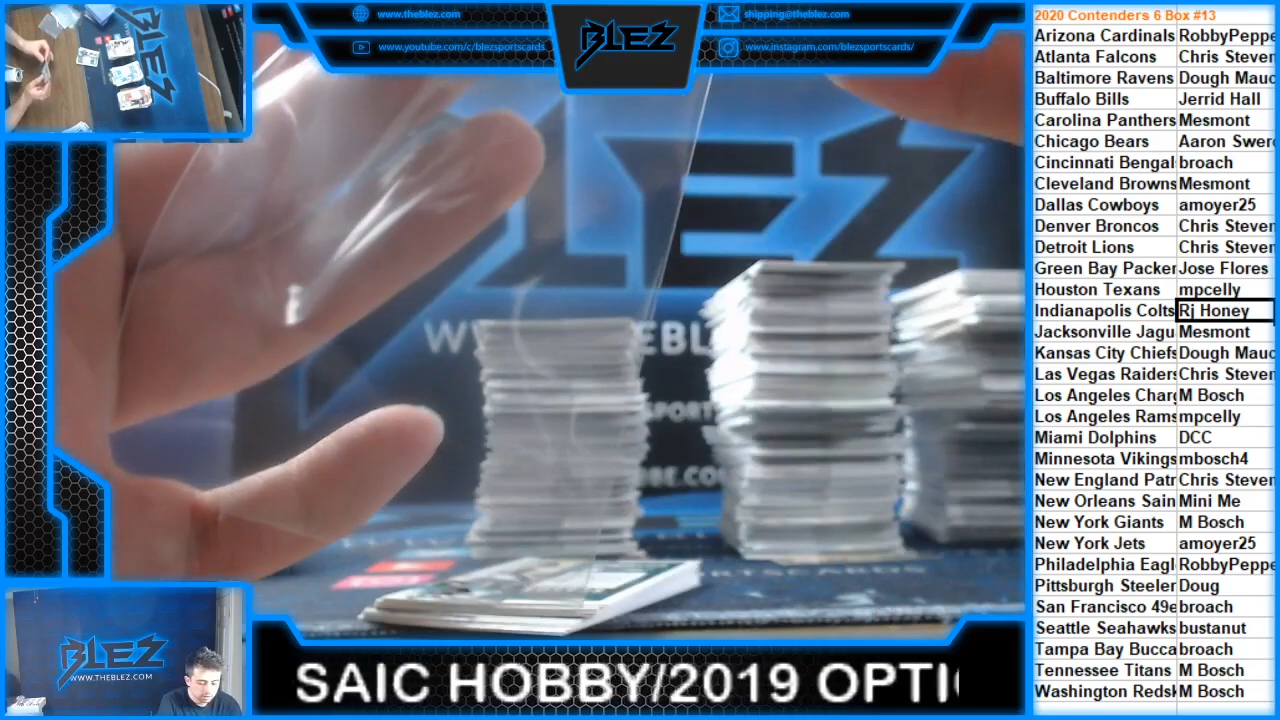 www.theblez.com
www.youtube.com/c/blezsportscards
BLEZ
shipping@theblez.com
www.instagram.com/blezsportscards/
2020 Contenders 6 Box #13
Arizona Cardinals RobbyPeppe
Atlanta Falcons Chris Steven
Baltimore Ravens Dough Mauc
Buffalo Bills Jerrid Hall
Carolina Panthers Mesmont
Chicago Bears Aaron Swer
Cincinnati Bengal broach
Cleveland Browns Mesmont
Dallas Cowboys amoyer25
Denver Broncos Chris Steven
Detroit Lions Chris Steven
Green Bay Packer Jose Flores
Houston Texans mpcelly
Indianapolis Colts Rj Honey
Jacksonville Jagu Mesmont
Kansas City Chiefs Dough Mauc
Las Vegas Raiders Chris Steven
Los Angeles Charg M Bosch
Los Angeles Rams mpcelly
Miami Dolphins DCC
Minnesota Vikings mbosch4
New England Patr Chris Steven
New Orleans Sain Mini Me
New York Giants M Bosch
New York Jets amoyer25
Philadelphia Eagl RobbyPeppe
Pittsburgh Steeler Doug
San Francisco 49e broach
Seattle Seahawks bustanut
Tampa Bay Bucca broach
Tennessee Titans M Bosch
Washington Redsk M Bosch
BLEZ
BLEZ
WWW.THEBLEZ.COM
SAIC HOBBY/2019 OPTI